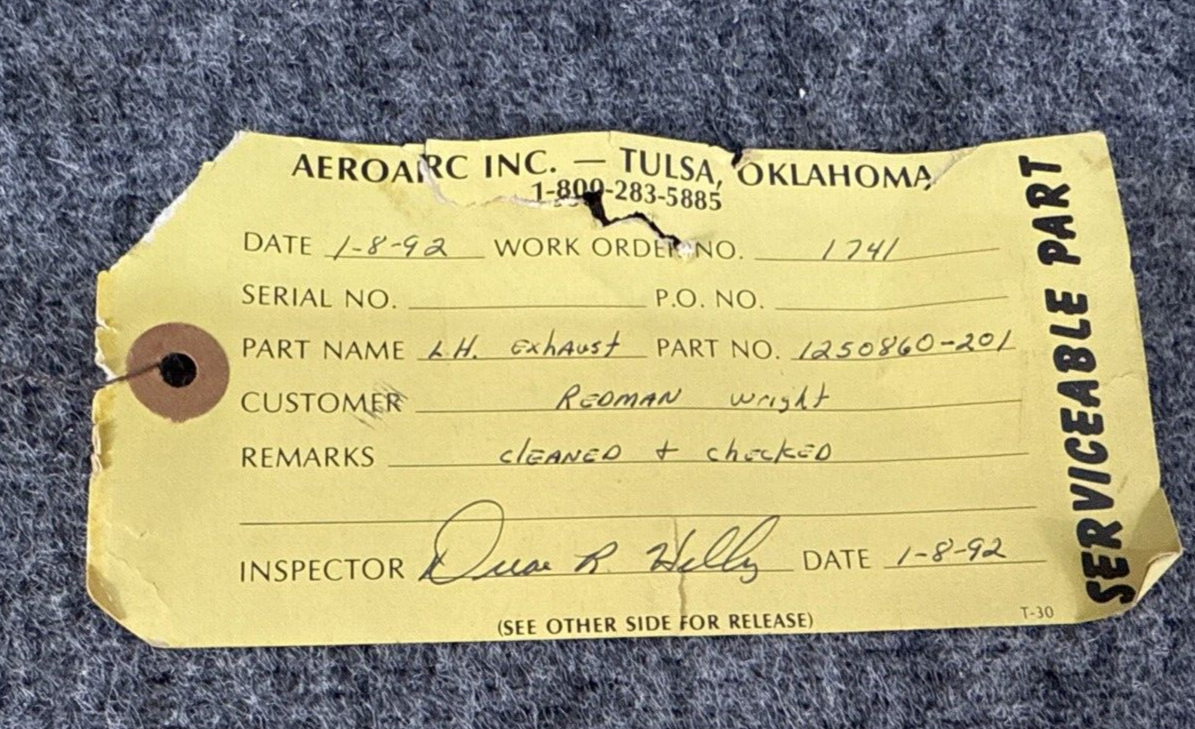 AEROARC INC. — TULSA, OKLAHOMA
1-800-283-5885
DATE 1-8-92 WORK ORDER NO. 1741
SERIAL NO. P.O. NO.
PART NAME L.H. Exhaust PART NO. 1250860-201
CUSTOMER REDMAN Wright
REMARKS cleaned + checked
INSPECTOR R. DATE 1-8-92
(SEE OTHER SIDE FOR RELEASE)
T-30
SERVICEABLE PART